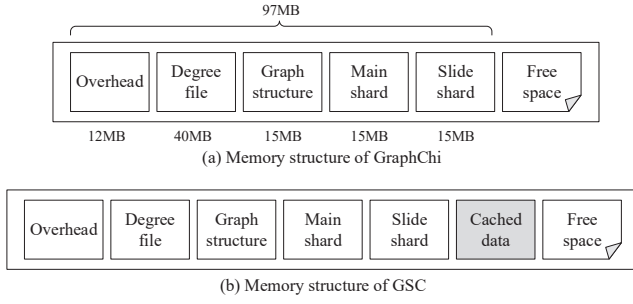 97MB
Overhead
Degree
file
Graph
structure
Main
shard
Slide
shard
Free
space
12MB 40MB 15MB 15MB 15MB
(a) Memory structure of GraphChi
Overhead
Degree
file
Graph
structure
Main
shard
Slide
shard
Cached
data
Free
space
(b) Memory structure of GSC